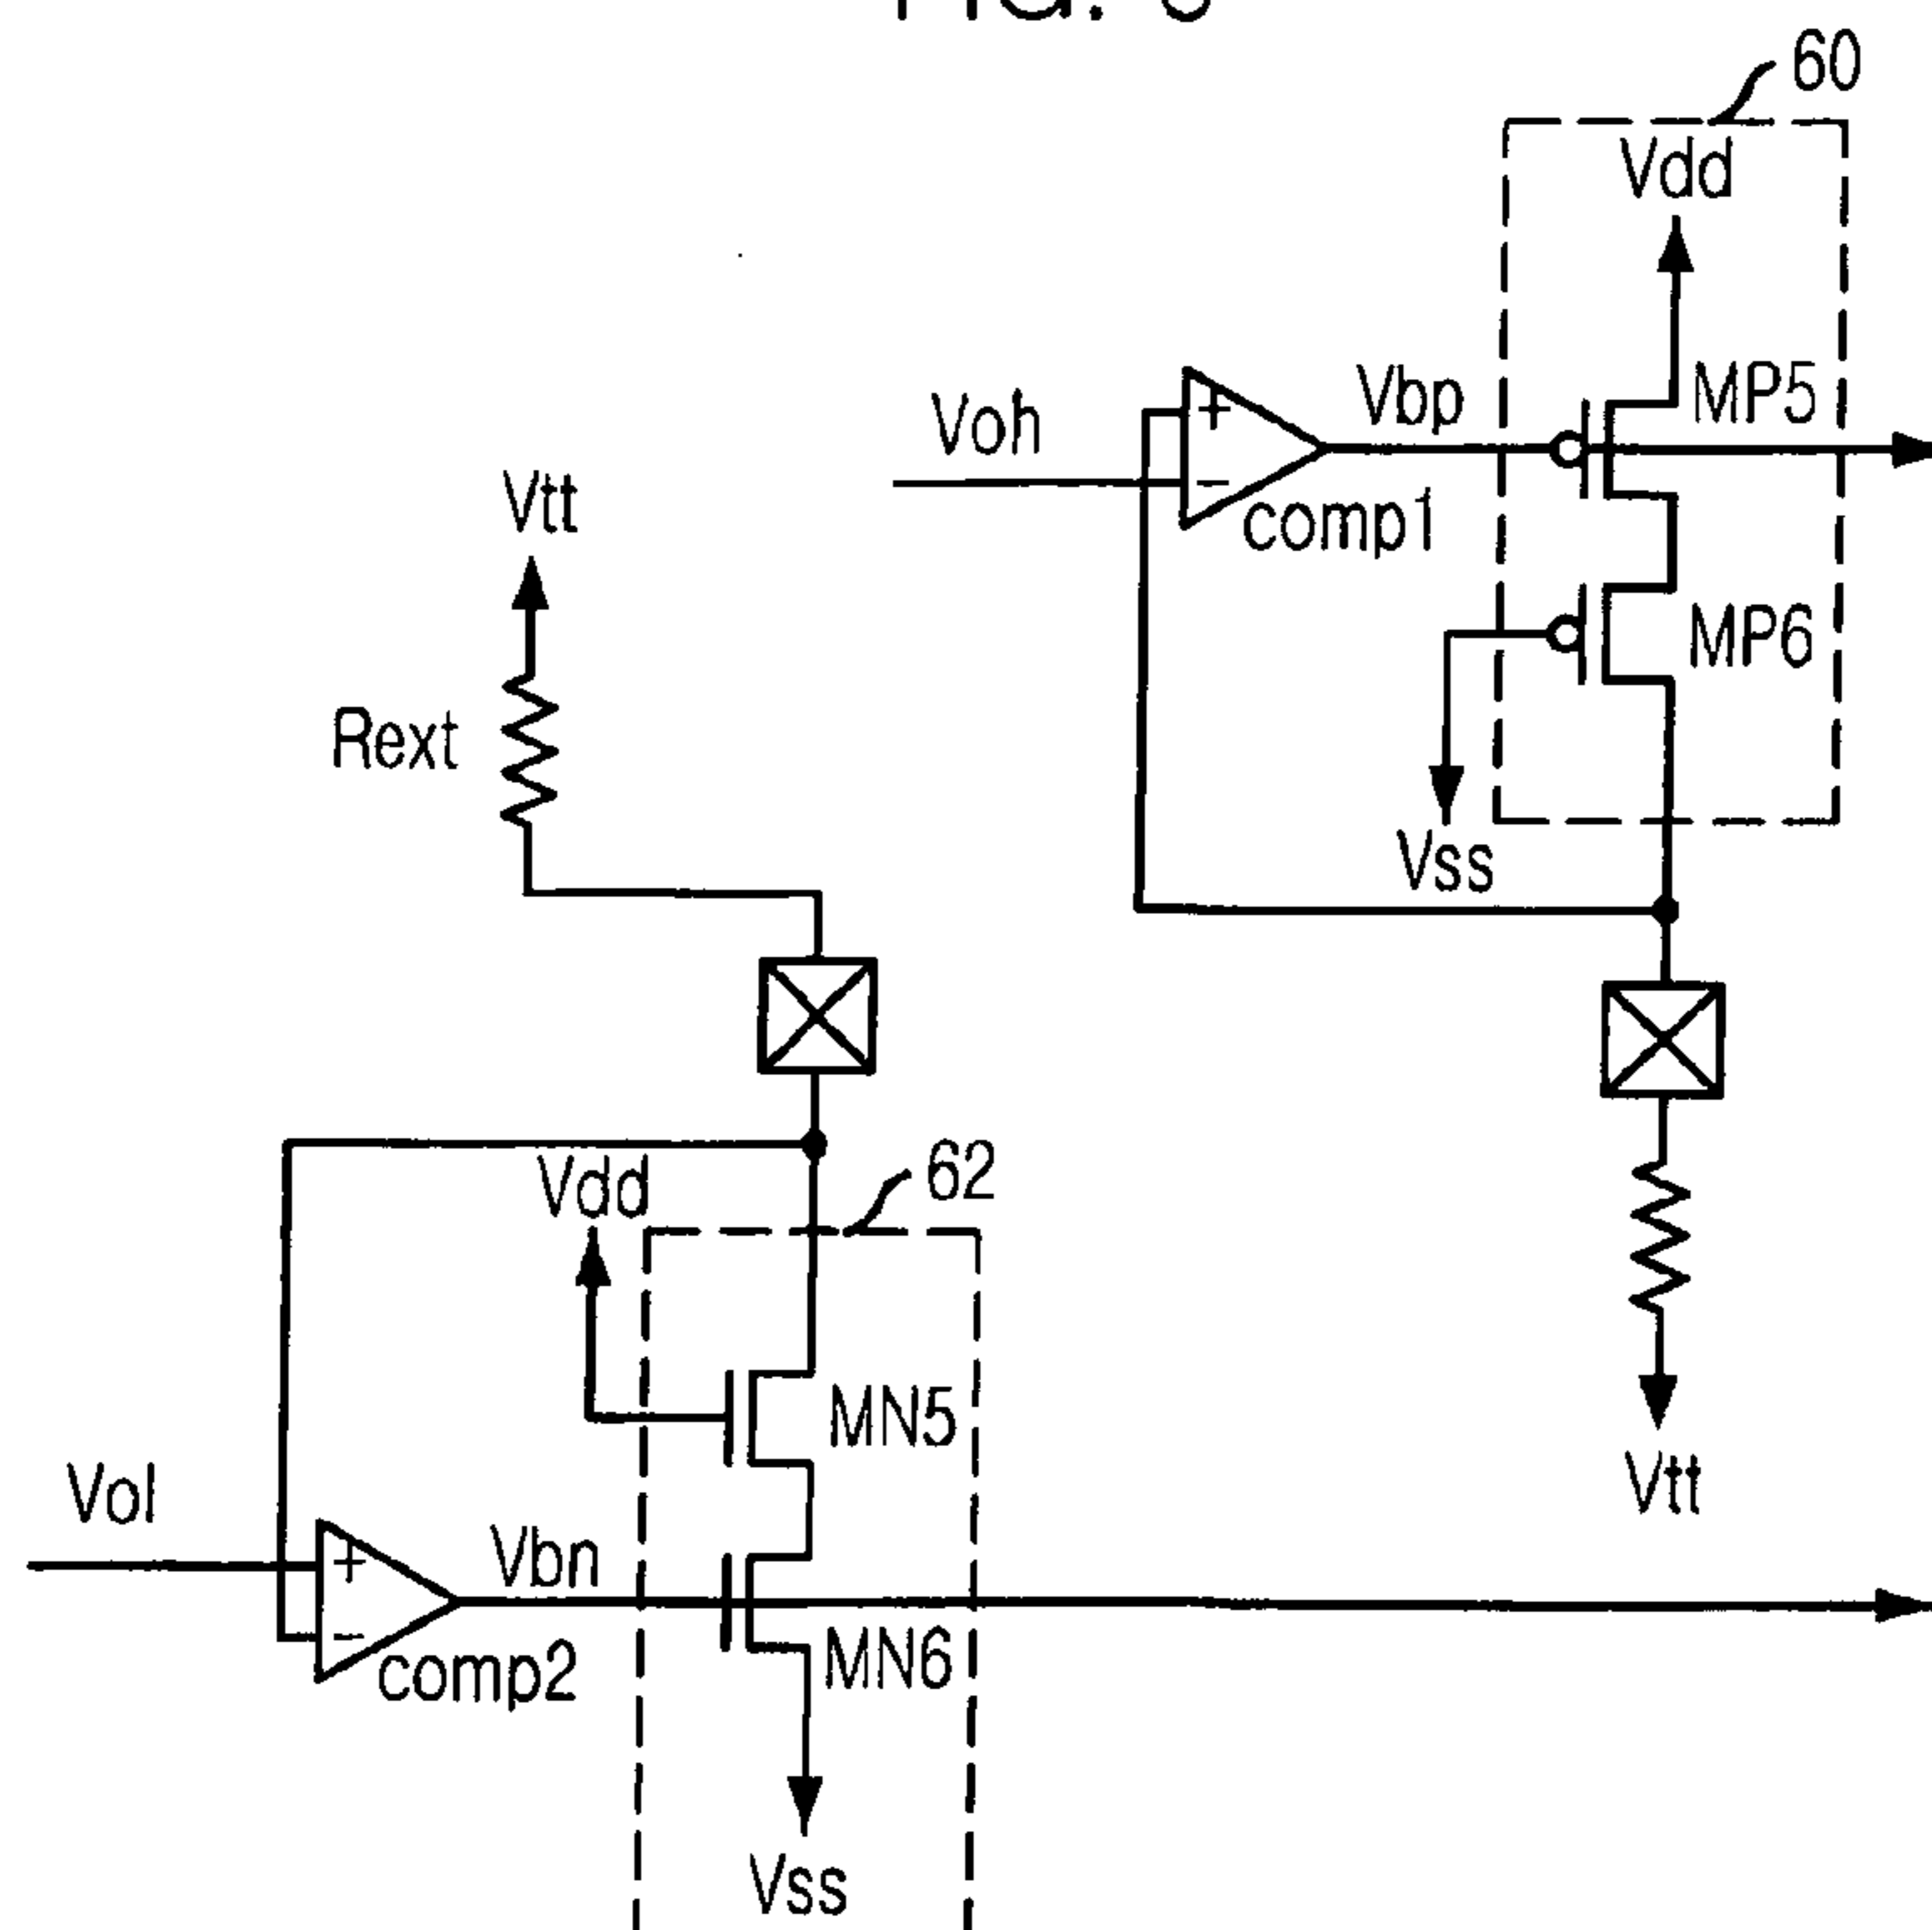 60
Vdd
MP5
Vbp
Voh
+
-
comp1
Vtt
MP6
Rext
Vss
62
Vdd
MN5
Vtt
Vol
Vbn
+
-
comp2
MN6
Vss